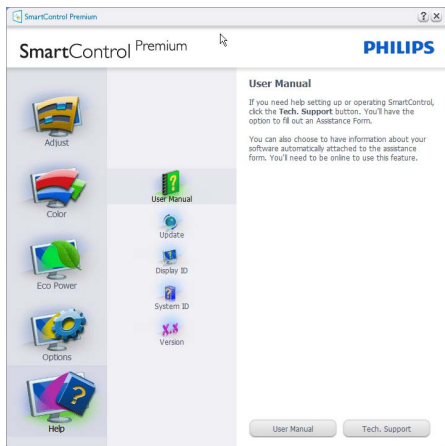 SmartControl Premium
? X
SmartControl Premium
PHILIPS
Adjust
Color
Eco Power
Options
Help
User Manual
Update
Display ID
System ID
X.X
Version
User Manual
If you need help setting up or operating SmartControl,
click the Tech. Support button. You'll have the
option to fill out an Assistance Form.
You can also choose to have information about your
software automatically attached to the assistance
form. You'll need to be online to use this feature.
User Manual
Tech. Support